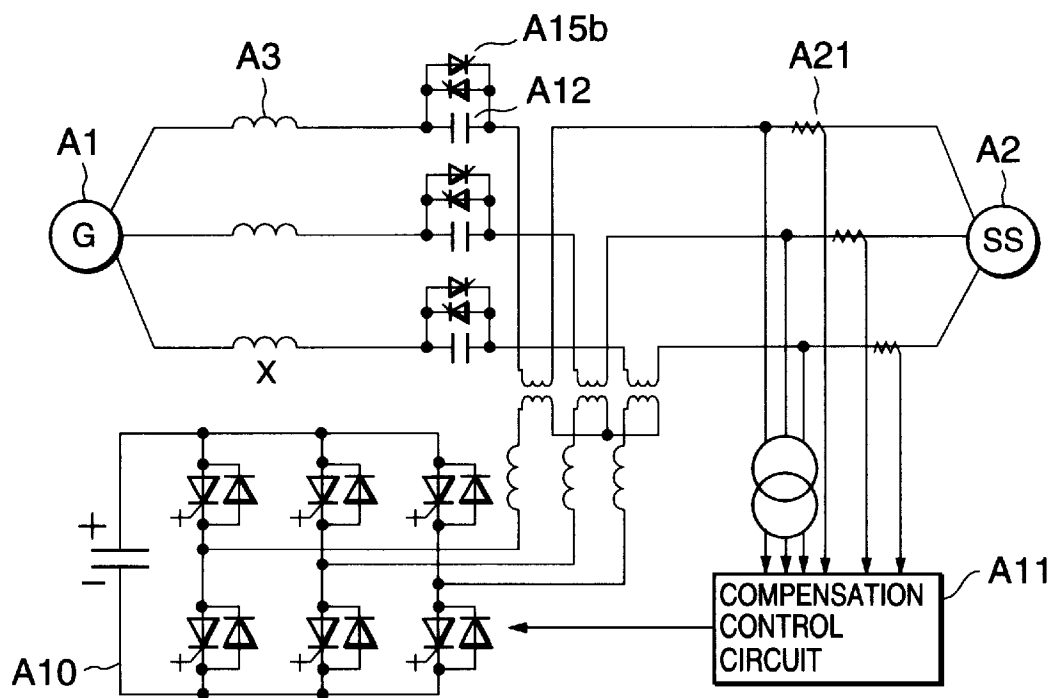 A15b
A3
A21
A12
A1
A2
G
SS
X
+
−
A11
COMPENSATION
CONTROL
CIRCUIT
A10